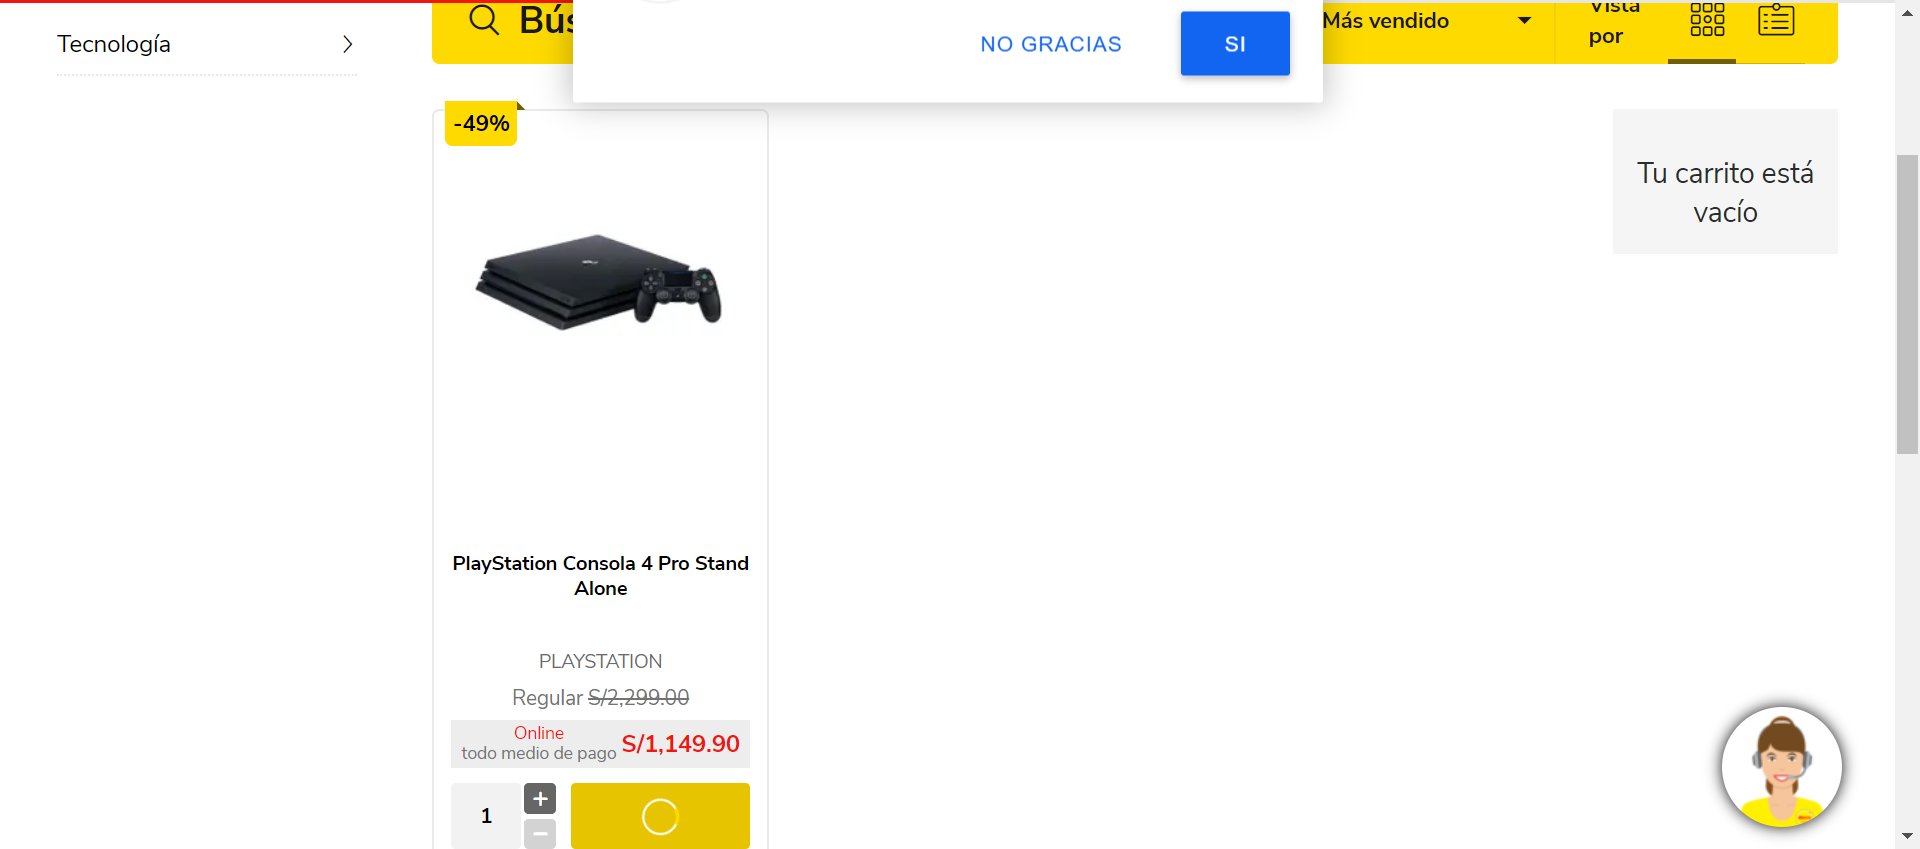 Tecnología
Bús
NO GRACIAS
SI
Más vendido
Vista
por
-49%
Tu carrito está
vacío
PlayStation Consola 4 Pro Stand
Alone
PLAYSTATION
Regular S/2,299.00
Online
todo medio de pago S/1,149.90
1